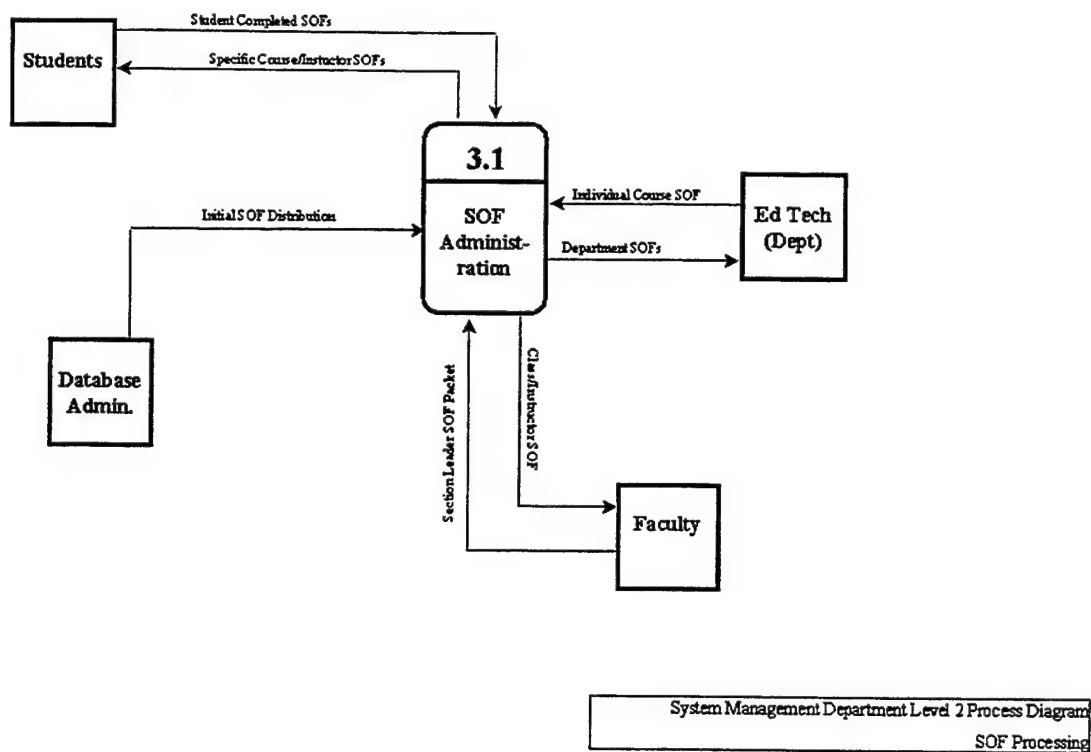 Student Completed SOFs
Students
Specific Course/Instuctor SOFs
3.1
SOF
Administ-
ration
Individual Course SOF
Ed Tech
(Dept)
Department SOFs
Initial SOF Distribution
Database
Admin.
Section Leader SOF Packet
Class/Instructor SOF
Faculty
System Management Department Level 2 Process Diagram
SOF Processing